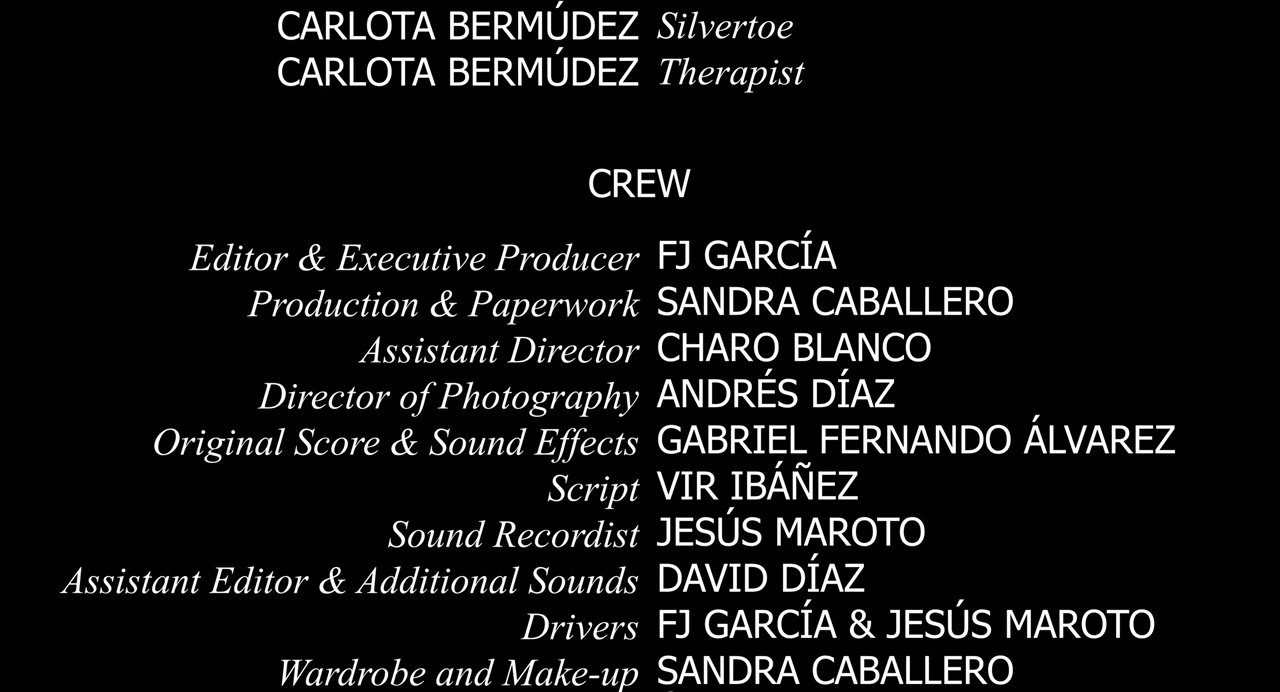 CARLOTA BERMÚDEZ Silvertoe
CARLOTA BERMÚDEZ Therapist
CREW
Editor & Executive Producer FJ GARCÍA
Production & Paperwork SANDRA CABALLERO
Assistant Director CHARO BLANCO
Director of Photography ANDRÉS DÍAZ
Original Score & Sound Effects GABRIEL FERNANDO ÁLVAREZ
Script VIR IBÁÑEZ
Sound Recordist JESÚS MAROTO
Assistant Editor & Additional Sounds DAVID DÍAZ
Drivers FJ GARCÍA & JESÚS MAROTO
Wardrobe and Make-up SANDRA CABALLERO